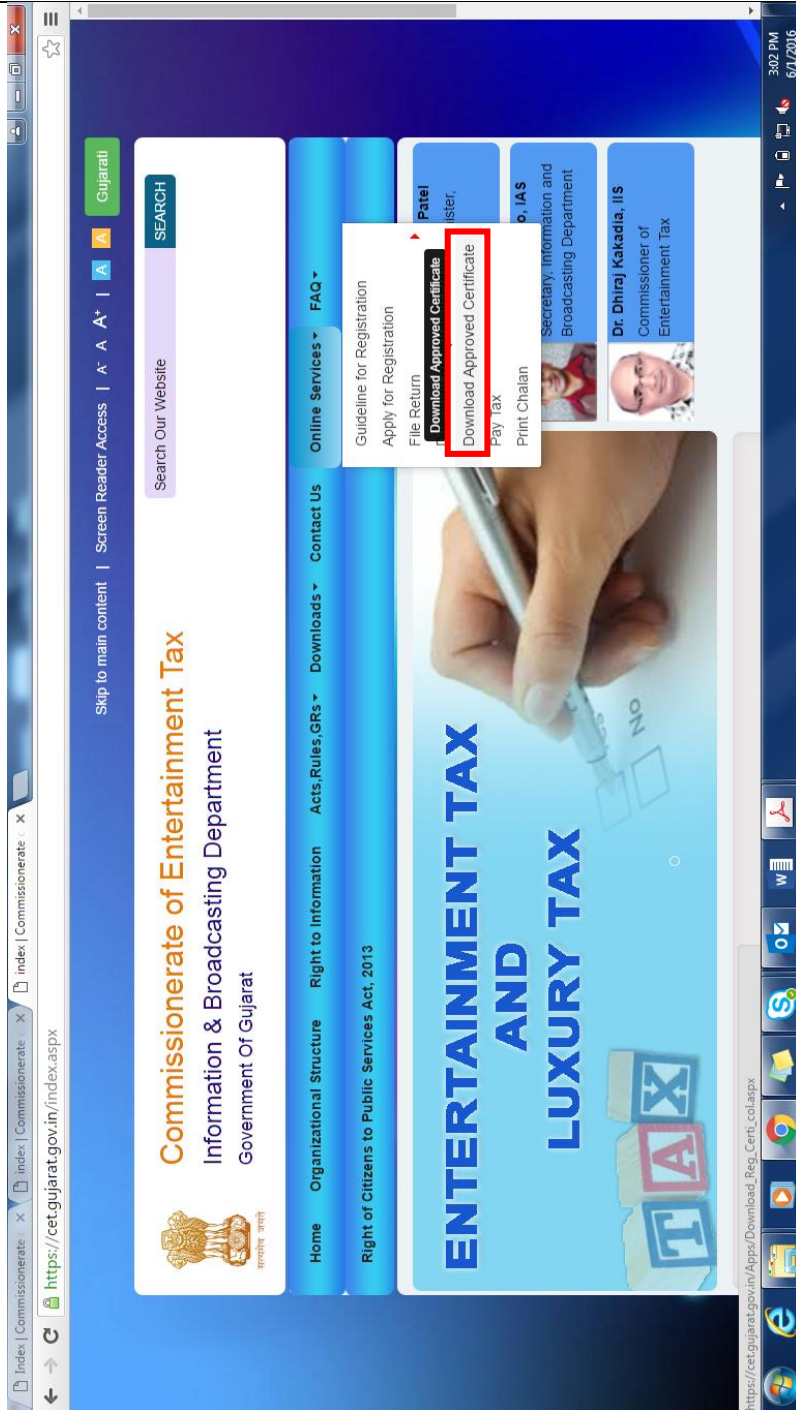 Index | Commissionerate
index | Commissionerate
index | Commissionerate
https://cet.gujarat.gov.in/index.aspx
Skip to main content | Screen Reader Access | A- A A+ | A A Gujarati
Commissionerate of Entertainment Tax
Information & Broadcasting Department
Government Of Gujarat
सत्यमेव जयते
Search Our Website SEARCH
Home Organizational Structure Right to Information Acts,Rules,GRs Downloads Contact Us Online Services FAQ
Right of Citizens to Public Services Act, 2013
Guideline for Registration
Apply for Registration
File Return
Download Approved Certificate
Download Approved Certificate
Pay Tax
Print Chalan
ENTERTAINMENT TAX
AND
LUXURY TAX
TAX
No
Patel
ister,
o, IAS
Secretary, Information and
Broadcasting Department
Dr. Dhiraj Kakadia, IIS
Commissioner of
Entertainment Tax
https://cet.gujarat.gov.in/Apps/Download_Reg_Certi_col.aspx
3:02 PM
6/1/2016